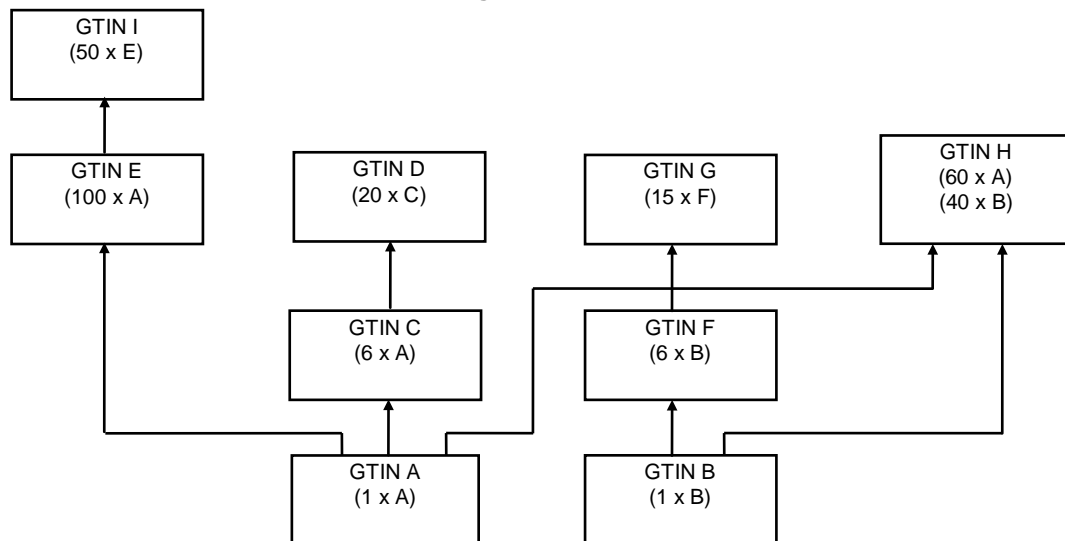 GTIN I
(50 x E)
GTIN E
(100 x A)
GTIN D
(20 x C)
GTIN G
(15 x F)
GTIN H
(60 x A)
(40 x B)
GTIN C
(6 x A)
GTIN F
(6 x B)
GTIN A
(1 x A)
GTIN B
(1 x B)